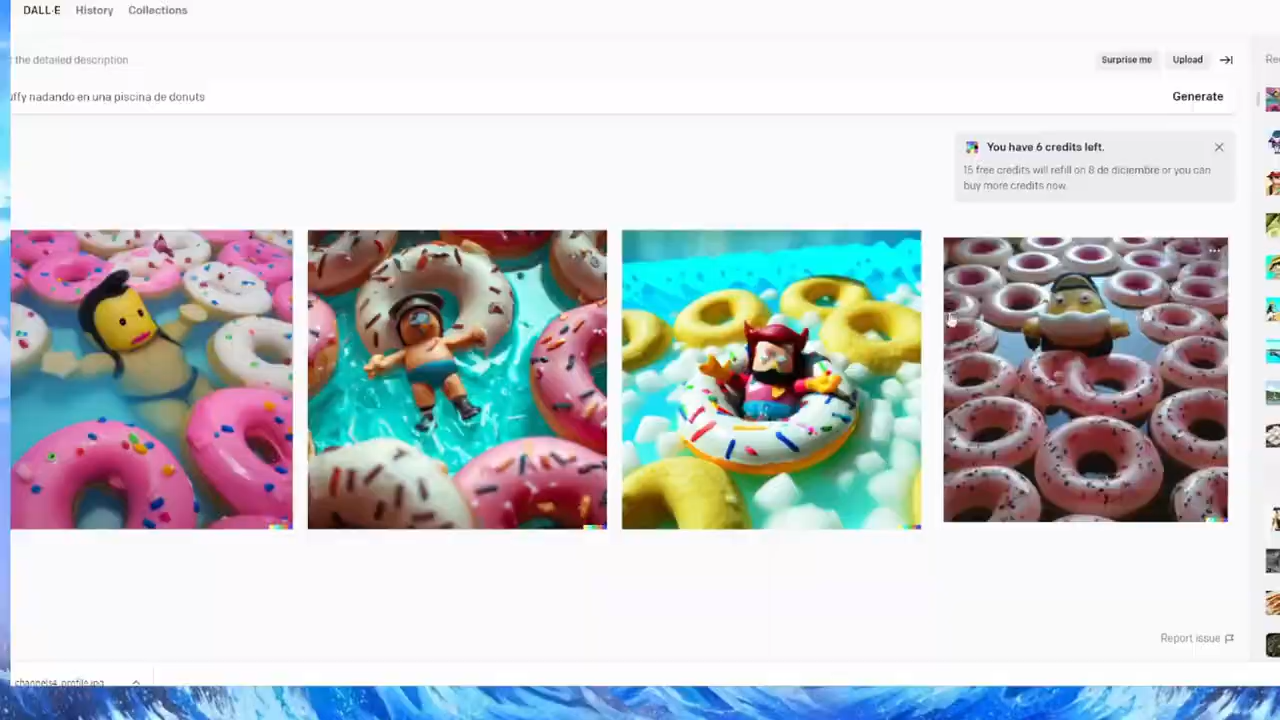 DALL·E History Collections
the detailed description
Surprise me Upload
nadando en una piscina de donuts
Generate
You have 6 credits left.
15 free credits will refill on 8 de diciembre or you can
buy more credits now.
Report issue
channels4_profile.jpg